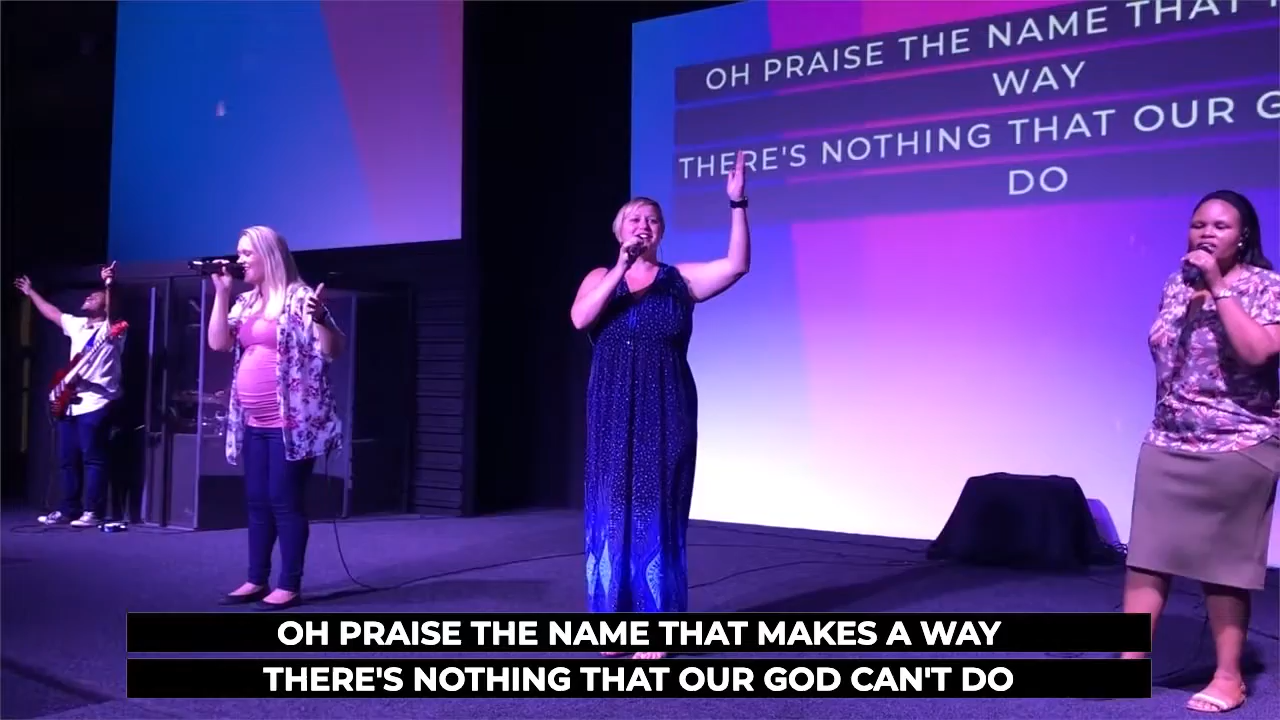 OH PRAISE THE NAME THAT
WAY
THERE'S NOTHING THAT OUR
DO
OH PRAISE THE NAME THAT MAKES A WAY
THERE'S NOTHING THAT OUR GOD CAN'T DO